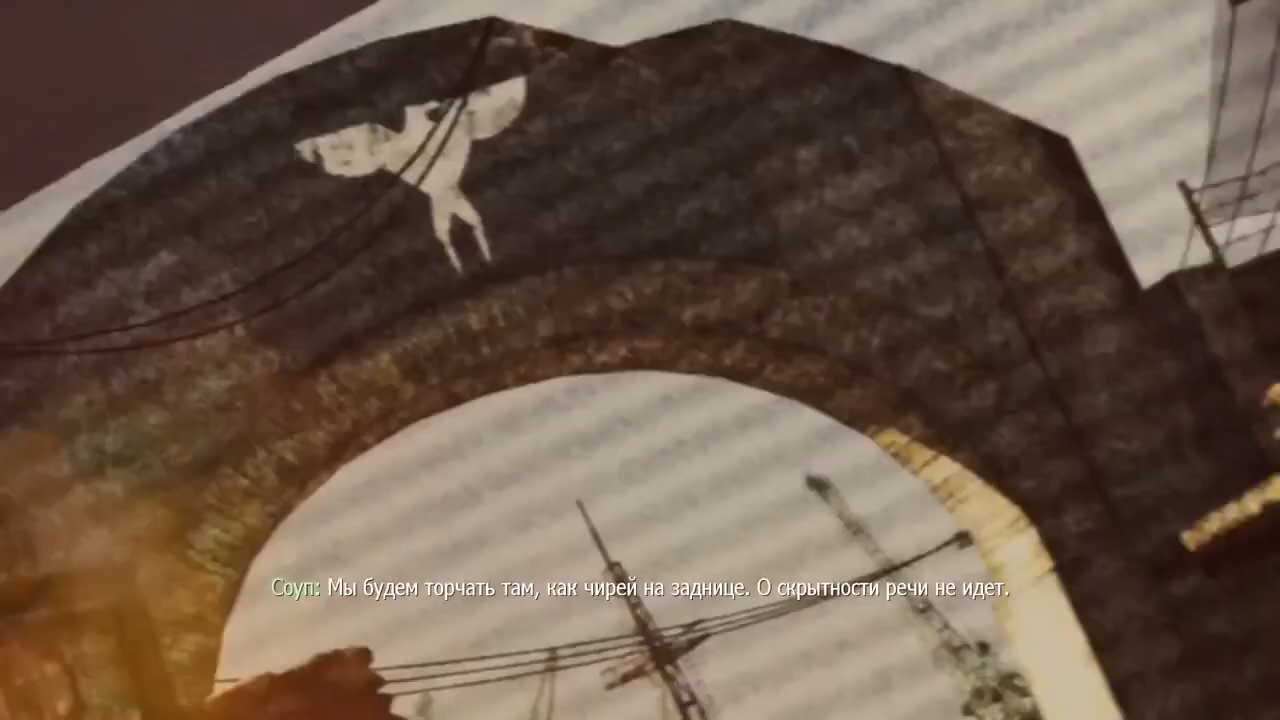 Соуп: Мы будем торчать там, как чирей на заднице. О скрытности речи не идет.